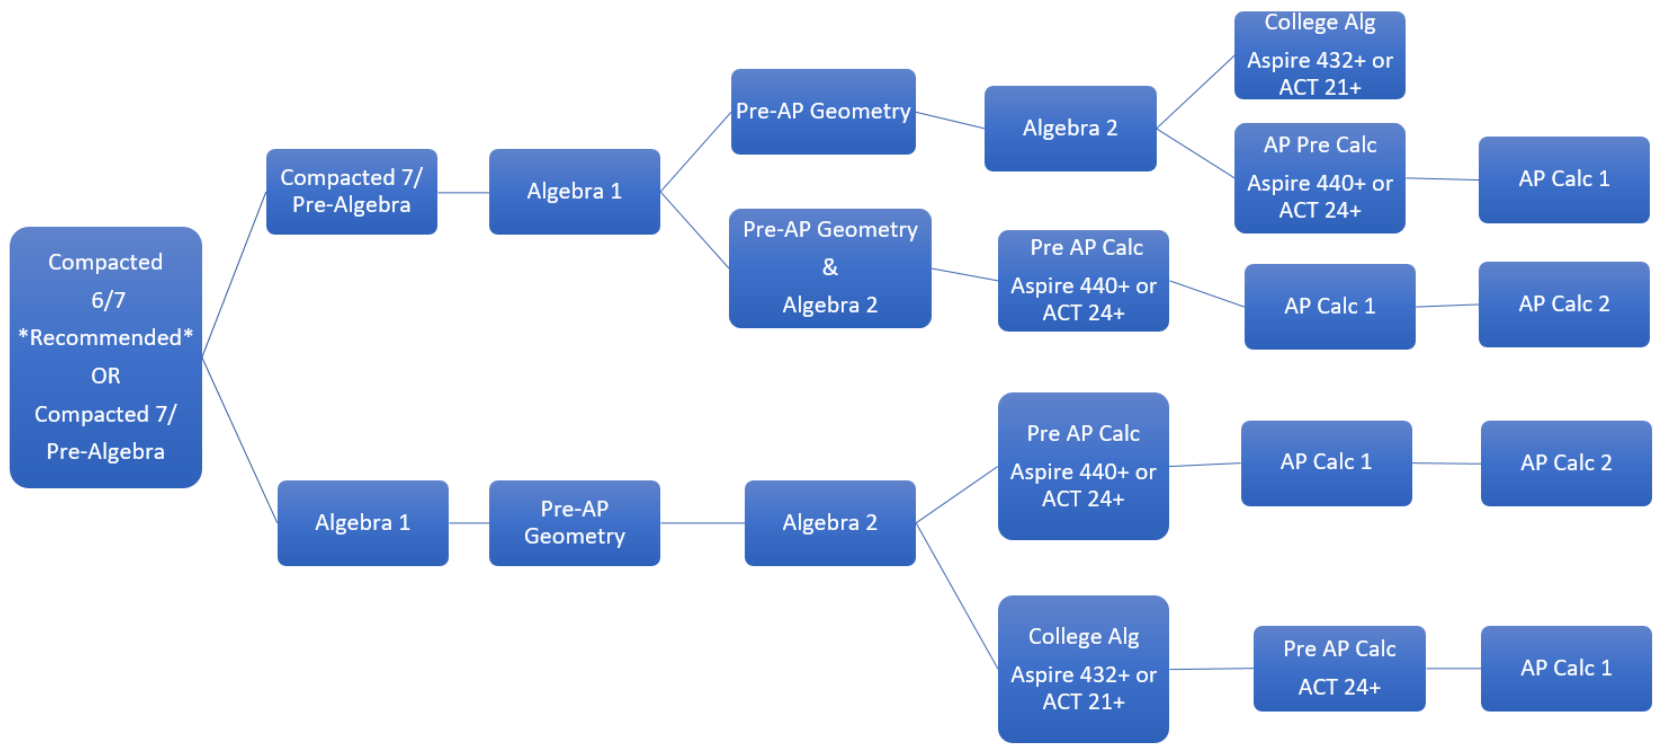 Compacted
6/7
*Recommended*
OR
Compacted 7/
Pre-Algebra
Compacted 7/
Pre-Algebra
Algebra 1
Pre-AP Geometry
Algebra 2
College Alg
Aspire 432+ or
ACT 21+
AP Pre Calc
Aspire 440+ or
ACT 24+
AP Calc 1
Pre-AP Geometry
&
Algebra 2
Pre AP Calc
Aspire 440+ or
ACT 24+
AP Calc 1
AP Calc 2
Algebra 1
Pre-AP
Geometry
Algebra 2
Pre AP Calc
Aspire 440+ or
ACT 24+
AP Calc 1
AP Calc 2
College Alg
Aspire 432+ or
ACT 21+
Pre AP Calc
ACT 24+
AP Calc 1